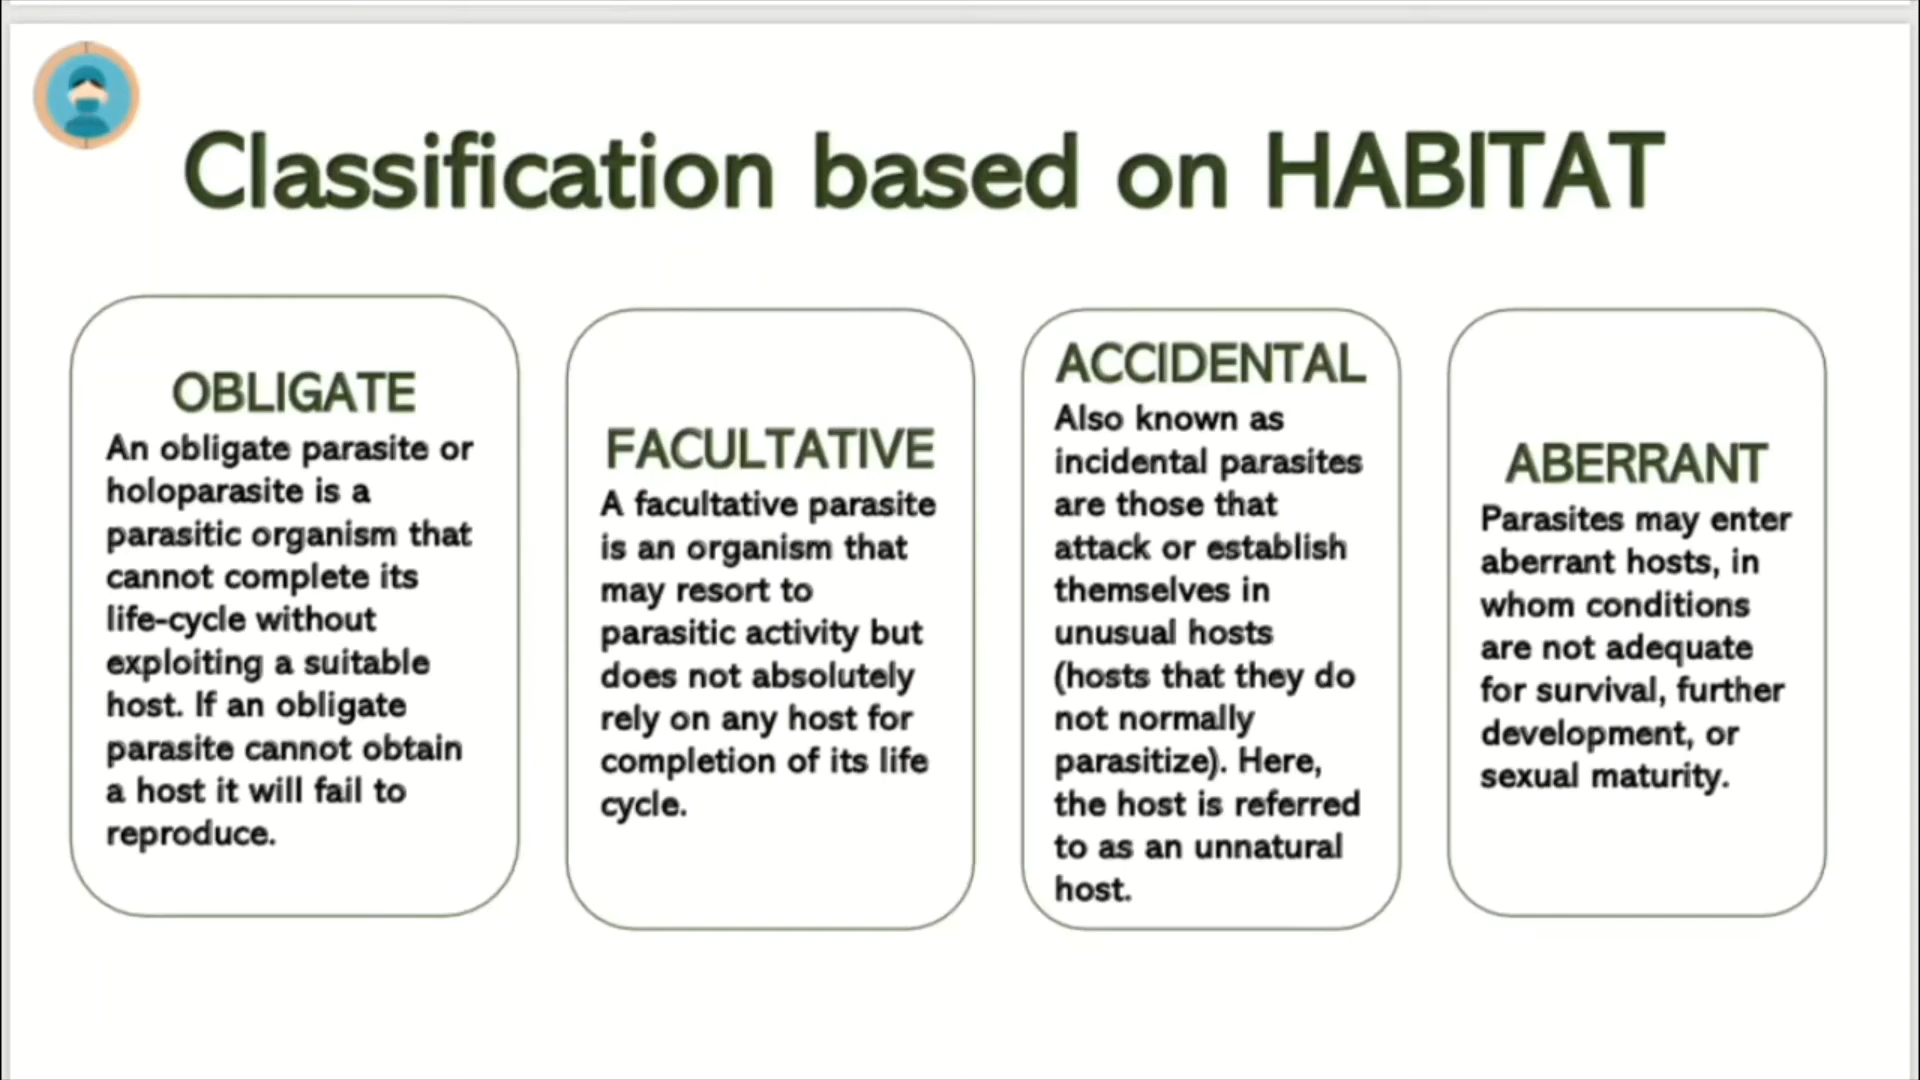 Classification based on HABITAT
OBLIGATE
An obligate parasite or
holoparasite is a
parasitic organism that
cannot complete its
life-cycle without
exploiting a suitable
host. If an obligate
parasite cannot obtain
a host it will fail to
reproduce.
FACULTATIVE
A facultative parasite
is an organism that
may resort to
parasitic activity but
does not absolutely
rely on any host for
completion of its life
cycle.
ACCIDENTAL
Also known as
incidental parasites
are those that
attack or establish
themselves in
unusual hosts
(hosts that they do
not normally
parasitize). Here,
the host is referred
to as an unnatural
host.
ABERRANT
Parasites may enter
aberrant hosts, in
whom conditions
are not adequate
for survival, further
development, or
sexual maturity.